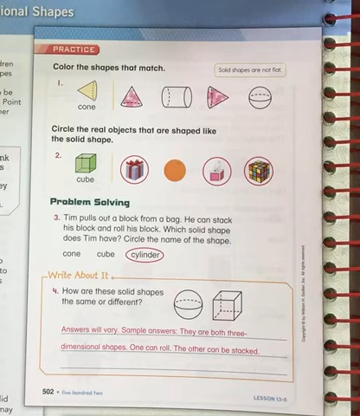 ional Shapes
PRACTICE
Color the shapes that match.
Solid shapes are not flat.
1.
cone
Circle the real objects that are shaped like
the solid shape.
2.
cube
Problem Solving
3. Tim pulls out a block from a bag. He can stack
his block and roll his block. Which solid shape
does Tim have? Circle the name of the shape.
cone cube cylinder
Write About It
4. How are these solid shapes
the same or different?
Answers will vary. Sample answers: They are both three-
dimensional shapes. One can roll. The other can be stacked.
502 • five hundred two
LESSON 13-5
dren
pes
be
Point
ner
nk
s
ey
to
lid
may